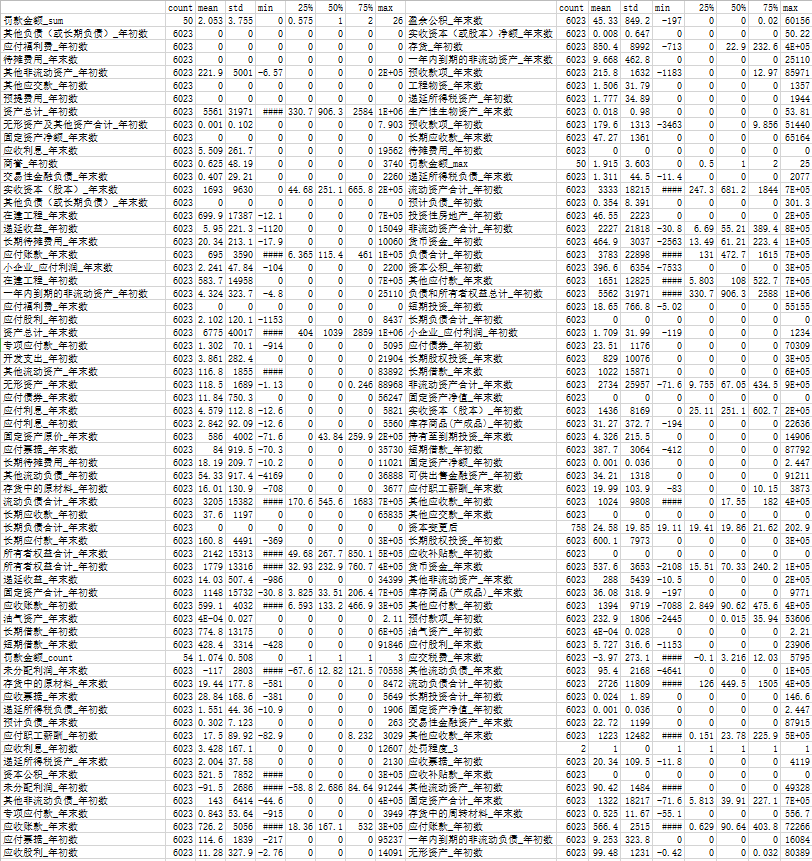 count mean std min 25% 50% 75% max count mean std min 25% 50% 75% max
罚款金额_sum 50 2.053 3.755 0 0.575 1 2 26 盈余公积_年末数 6023 45.33 849.2 -197 0 0 0.02 60156
其他负债（或长期负债）_年初数 6023 0 0 0 0 0 0 0 实收资本（或股本）净额_年末数 6023 0.008 0.647 0 0 0 0 50.22
应付福利费_年末数 6023 0 0 0 0 0 0 0 存货_年初数 6023 850.4 8992 -713 0 22.9 232.6 4E+05
待摊费用_年末数 6023 0 0 0 0 0 0 0 一年内到期的非流动资产_年末数 6023 9.668 462.8 0 0 0 0 25110
其他非流动资产_年初数 6023 221.9 5001 -6.57 0 0 0 2E+05 预收款项_年末数 6023 215.8 1632 -1183 0 0 12.97 85971
其他应交款_年初数 6023 0 0 0 0 0 0 0 工程物资_年末数 6023 1.506 31.79 0 0 0 0 1357
预提费用_年初数 6023 0 0 0 0 0 0 0 递延所得税资产_年末数 6023 1.777 34.89 0 0 0 0 1944
资产总计_年初数 6023 5561 31971 #### 330.7 906.3 2584 1E+06 生产性生物资产_年末数 6023 0.018 0.98 0 0 0 0 53.81
无形资产及其他资产合计_年初数 6023 0.001 0.102 0 0 0 0 7.903 预收款项_年初数 6023 179.6 1313 -3463 0 0 9.856 51440
固定资产净额_年末数 6023 0 0 0 0 0 0 0 长期应收款_年初数 6023 47.27 1361 0 0 0 0 65164
应收利息_年末数 6023 5.509 261.7 0 0 0 0 19562 待摊费用_年初数 6023 0 0 0 0 0 0 0
商誉_年初数 6023 0.625 48.19 0 0 0 0 3740 罚款金额_max 50 1.915 3.603 0 0.5 1 2 25
交易性金融负债_年末数 6023 0.407 29.21 0 0 0 0 2260 递延所得税负债_年末数 6023 1.311 44.5 -11.4 0 0 0 2077
实收资本（股本）_年末数 6023 1693 9630 0 44.68 251.1 665.8 2E+05 流动资产合计_年末数 6023 3333 18215 #### 247.3 681.2 1844 7E+05
其他负债（或长期负债）_年末数 6023 0 0 0 0 0 0 0 预计负债_年末数 6023 0.354 8.391 0 0 0 0 301.3
在建工程_年末数 6023 699.9 17387 -12.1 0 0 0 7E+05 投资性房地产_年末数 6023 46.55 2223 0 0 0 0 2E+05
递延收益_年末数 6023 5.95 221.3 -1120 0 0 0 15049 非流动资产合计_年初数 6023 2227 21818 -30.8 6.69 55.21 389.4 8E+05
长期待摊费用_年末数 6023 20.34 213.1 -17.9 0 0 0 10060 货币资金_年初数 6023 464.9 3037 -2563 13.49 61.21 223.4 1E+05
应付账款_年末数 6023 695 3590 #### 6.365 115.4 461 1E+05 负债合计_年末数 6023 3783 22898 #### 131 472.7 1615 7E+05
小企业_应付利润_年末数 6023 2.241 47.84 -104 0 0 0 2200 资本公积_年初数 6023 396.6 6354 -7533 0 0 0 3E+05
在建工程_年初数 6023 583.7 14958 0 0 0 0 7E+05 其他应付款_年末数 6023 1651 12825 #### 5.803 108 522.7 7E+05
一年内到期的非流动资产_年初数 6023 4.324 323.7 -4.8 0 0 0 25110 负债和所有者权益总计_年初数 6023 5562 31971 #### 330.7 906.3 2588 1E+06
应付福利费_年初数 6023 0 0 0 0 0 0 0 短期投资_年初数 6023 18.65 766.8 -5.02 0 0 0 55155
应付股利_年初数 6023 2.102 120.1 -1153 0 0 0 8437 长期负债合计_年初数 6023 0 0 0 0 0 0 0
资产总计_年末数 6023 6775 40017 #### 404 1039 2859 1E+06 小企业_应付利润_年初数 6023 1.709 31.99 -119 0 0 0 1234
专项应付款_年末数 6023 1.302 70.1 -914 0 0 0 5095 应付债券_年初数 6023 23.51 1176 0 0 0 0 70309
开发支出_年初数 6023 3.861 282.4 0 0 0 0 21904 长期股权投资_年末数 6023 829 10076 0 0 0 0 3E+05
其他流动资产_年末数 6023 116.8 1855 #### 0 0 0 83892 长期借款_年末数 6023 1022 15871 0 0 0 0 6E+05
无形资产_年末数 6023 118.5 1689 -1.13 0 0 0.246 88968 非流动资产合计_年末数 6023 2734 25957 -71.6 9.755 67.05 434.5 9E+05
应付债券_年末数 6023 11.84 750.3 0 0 0 0 56247 固定资产净值_年末数 6023 0 0 0 0 0 0 0
应付利息_年末数 6023 4.579 112.8 -12.6 0 0 0 5821 实收资本（股本）_年初数 6023 1436 8169 0 25.11 251.1 602.7 2E+05
应付利息_年初数 6023 2.842 92.09 -12.6 0 0 0 5560 库存商品(产成品)_年初数 6023 31.27 372.7 -194 0 0 0 22636
固定资产原价_年初数 6023 586 4002 -71.6 0 43.84 259.9 2E+05 持有至到期投资_年末数 6023 4.326 215.5 0 0 0 0 14906
应付票据_年末数 6023 84 919.5 -70.3 0 0 0 35730 短期借款_年初数 6023 387.7 3064 -412 0 0 0 87792
长期待摊费用_年初数 6023 18.19 209.7 -10.2 0 0 0 11021 固定资产净额_年初数 6023 0.001 0.036 0 0 0 0 2.447
其他流动负债_年初数 6023 54.33 917.4 -4169 0 0 0 36888 可供出售金融资产_年初数 6023 34.21 1318 0 0 0 0 91211
存货中的原材料_年初数 6023 16.01 130.9 -708 0 0 0 3677 应付职工薪酬_年末数 6023 19.99 103.9 -83 0 0 10.15 3873
流动负债合计_年末数 6023 3205 15382 #### 170.6 545.6 1683 7E+05 其他应收款_年初数 6023 1024 9808 #### 0 17.55 182 4E+05
长期应收款_年末数 6023 37.6 1197 0 0 0 0 65835 其他应交款_年末数 6023 0 0 0 0 0 0 0
长期负债合计_年末数 6023 0 0 0 0 0 0 0 资本变更后 758 24.58 19.85 19.11 19.41 19.86 21.62 202.9
长期应付款_年末数 6023 160.8 4491 -369 0 0 0 3E+05 长期股权投资_年初数 6023 600.1 7973 0 0 0 0 3E+05
所有者权益合计_年末数 6023 2142 15313 #### 49.68 267.7 850.1 5E+05 应收补贴款_年初数 6023 0 0 0 0 0 0 0
所有者权益合计_年初数 6023 1779 13316 #### 32.93 232.9 760.7 4E+05 货币资金_年末数 6023 537.6 3653 -2108 15.51 70.33 240.2 1E+05
递延收益_年末数 6023 14.03 507.4 -986 0 0 0 34399 其他非流动资产_年末数 6023 288 5439 -10.5 0 0 0 2E+05
固定资产合计_年初数 6023 1148 15732 -30.8 3.825 33.51 206.4 7E+05 库存商品(产成品)_年末数 6023 36.08 318.9 -197 0 0 0 9771
应收账款_年初数 6023 599.1 4032 #### 6.593 133.2 466.9 3E+05 其他应付款_年初数 6023 1394 9719 -7088 2.849 90.62 475.6 4E+05
油气资产_年末数 6023 4E-04 0.027 0 0 0 0 2.11 预付款项_年末数 6023 232.9 1806 -2445 0 0.015 35.94 53606
长期借款_年初数 6023 774.8 13175 0 0 0 0 6E+05 油气资产_年初数 6023 4E-04 0.028 0 0 0 0 2.21
短期借款_年末数 6023 428.4 3314 -428 0 0 0 91846 应付股利_年末数 6023 5.727 316.6 -1153 0 0 0 23906
罚款金额_count 54 1.074 0.508 0 1 1 1 3 应交税费_年末数 6023 -3.97 273.1 #### -0.1 3.216 12.03 5795
未分配利润_年末数 6023 -117 2803 #### -67.6 12.82 121.5 70558 其他流动负债_年末数 6023 95.4 2168 -4641 0 0 0 1E+05
存货中的原材料_年末数 6023 19.44 177.8 -581 0 0 0 8472 流动负债合计_年初数 6023 2726 11809 #### 126 449.5 1505 4E+05
应收票据_年末数 6023 28.84 168.6 -381 0 0 0 5649 长期投资合计_年初数 6023 0.024 1.89 0 0 0 0 146.6
递延所得税负债_年初数 6023 1.551 44.36 -10.9 0 0 0 1906 固定资产净值_年初数 6023 0.001 0.036 0 0 0 0 2.447
预计负债_年初数 6023 0.302 7.123 0 0 0 0 263 交易性金融资产_年末数 6023 22.72 1199 0 0 0 0 87915
应付职工薪酬_年初数 6023 17.5 89.92 -82.9 0 0 8.232 3029 其他应收款_年末数 6023 1223 12482 #### 0.151 23.78 225.9 5E+05
应收利息_年初数 6023 3.428 167.1 0 0 0 0 12607 处罚程度_3 2 1 0 1 1 1 1 1
递延所得税资产_年末数 6023 2.004 37.58 0 0 0 0 2130 应收票据_年初数 6023 20.34 109.5 -11.8 0 0 0 4119
资本公积_年末数 6023 521.5 7852 #### 0 0 0 3E+05 应收补贴款_年末数 6023 0 0 0 0 0 0 0
未分配利润_年初数 6023 -91.5 2686 #### -58.8 2.686 84.64 91244 其他流动资产_年初数 6023 90.42 1484 #### 0 0 0 49328
其他非流动负债_年末数 6023 143 6414 -44.6 0 0 0 4E+05 固定资产合计_年末数 6023 1322 18217 -71.6 5.813 39.91 227.1 7E+05
专项应付款_年初数 6023 0.843 53.64 -915 0 0 0 3949 存货中的周转材料_年末数 6023 0.525 11.67 -55.1 0 0 0 556.7
应收账款_年末数 6023 726.2 5056 #### 18.36 167.1 532 3E+05 应付账款_年初数 6023 566.4 2515 #### 0.629 90.64 403.8 72266
应付票据_年初数 6023 114.6 1839 -217 0 0 0 95237 一年内到期的非流动负债_年初数 6023 9.253 323.8 0 0 0 0 16084
应收股利_年初数 6023 11.28 327.9 -2.76 0 0 0 14091 无形资产_年初数 6023 99.48 1231 -0.42 0 0 0.032 80389